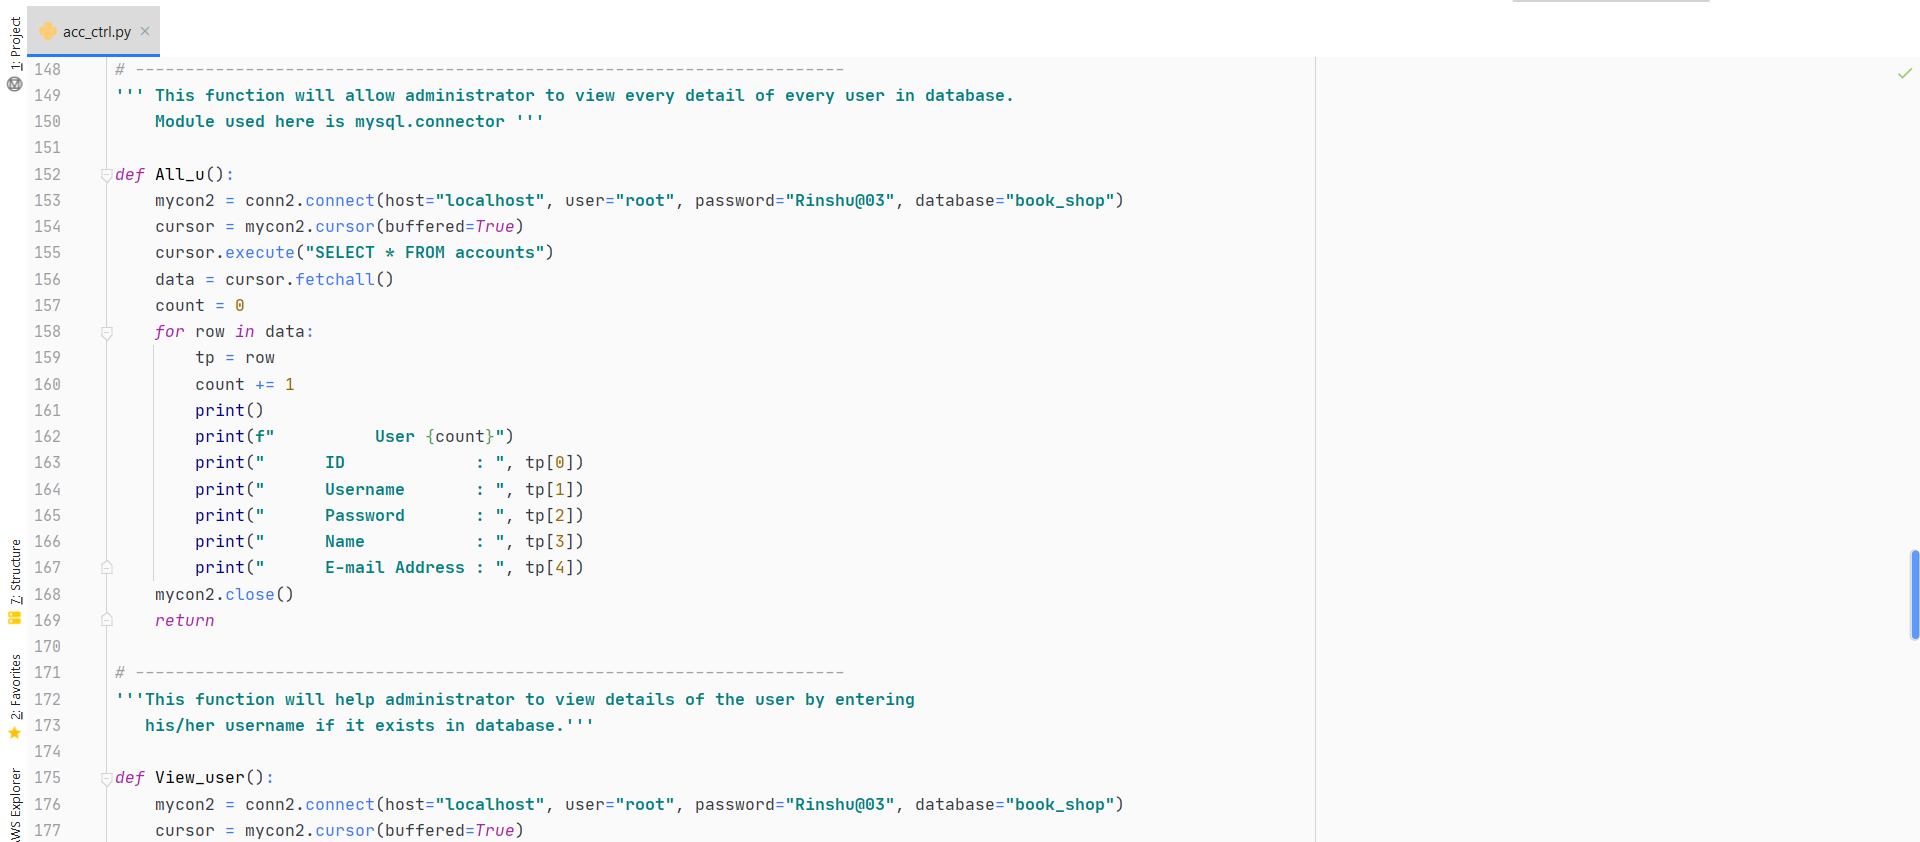 acc_ctrl.py
1: Project
7: Structure
2: Favorites
AWS Explorer
148 # -----------------------------------------------------------------------
149 ''' This function will allow administrator to view every detail of every user in database.
150     Module used here is mysql.connector '''
151
152 def All_u():
153     mycon2 = conn2.connect(host="localhost", user="root", password="Rinshu@03", database="book_shop")
154     cursor = mycon2.cursor(buffered=True)
155     cursor.execute("SELECT * FROM accounts")
156     data = cursor.fetchall()
157     count = 0
158     for row in data:
159         tp = row
160         count += 1
161         print()
162         print(f"          User {count}")
163         print("      ID             : ", tp[0])
164         print("      Username       : ", tp[1])
165         print("      Password       : ", tp[2])
166         print("      Name           : ", tp[3])
167         print("      E-mail Address : ", tp[4])
168     mycon2.close()
169     return
170
171 # -----------------------------------------------------------------------
172 '''This function will help administrator to view details of the user by entering
173    his/her username if it exists in database.'''
174
175 def View_user():
176     mycon2 = conn2.connect(host="localhost", user="root", password="Rinshu@03", database="book_shop")
177     cursor = mycon2.cursor(buffered=True)